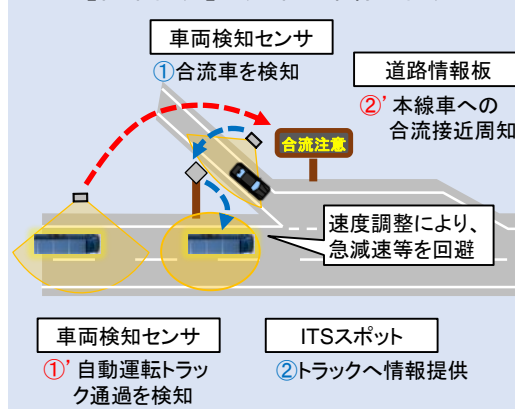 車両検知センサ
①合流車を検知
道路情報板
②’本線車への
合流接近周知
合流注意
速度調整により、
急減速等を回避
車両検知センサ
①’自動運転トラッ
ク通過を検知
ITSスポット
②トラックへ情報提供